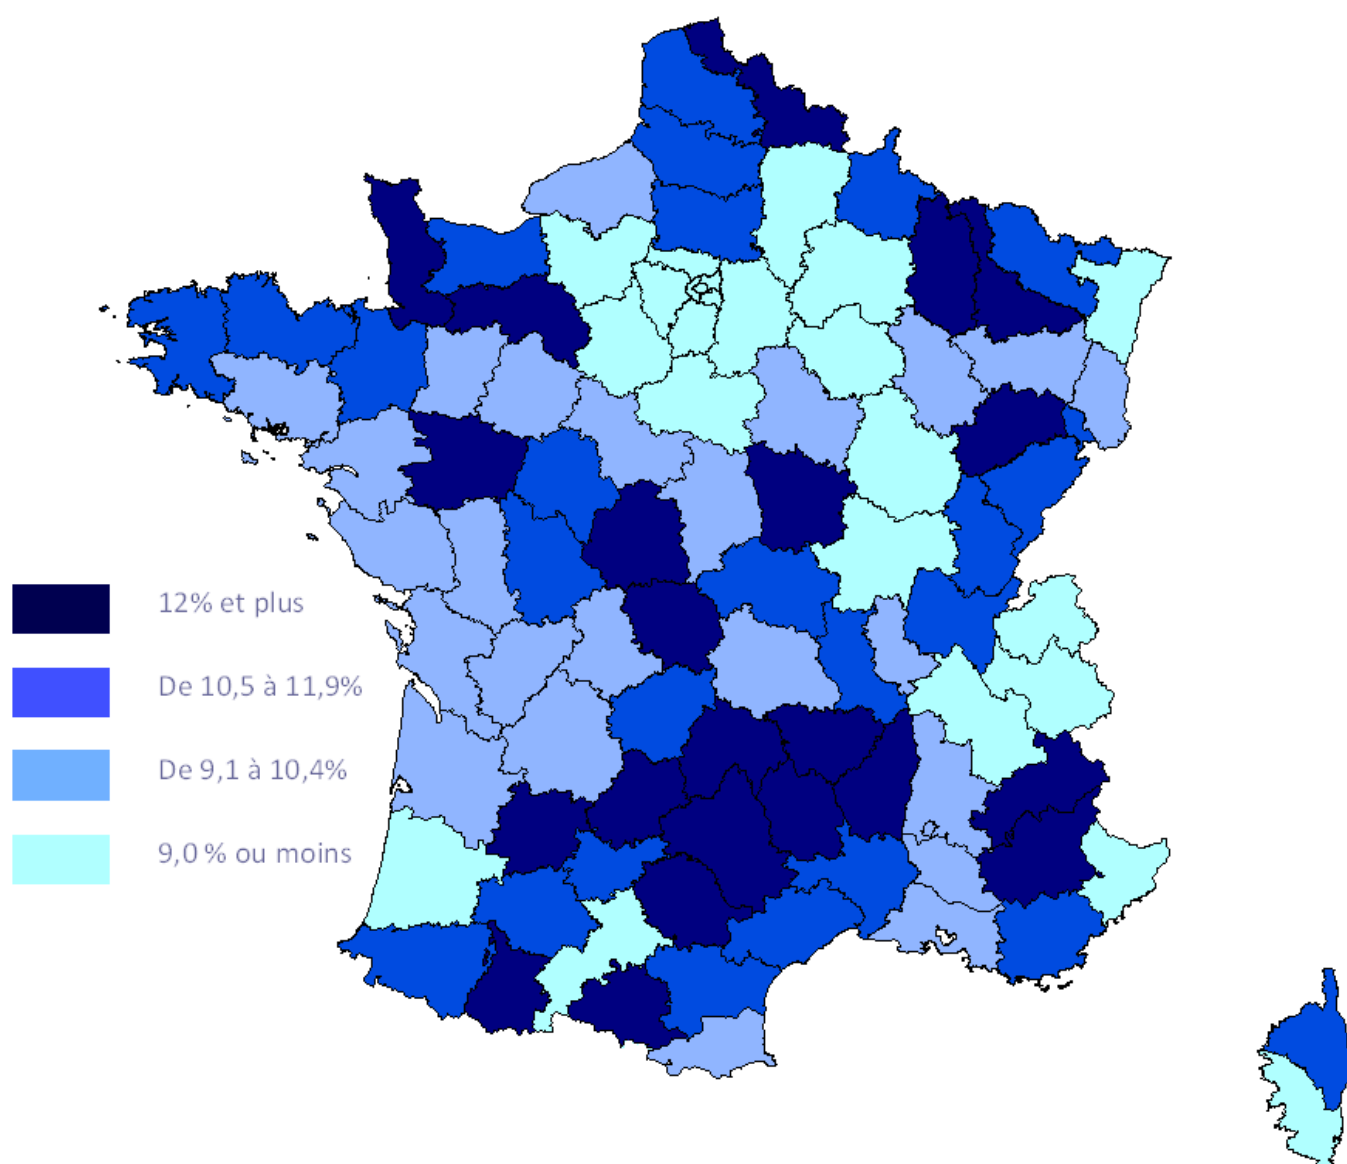 12% et plus
De 10,5 à 11,9%
De 9,1 à 10,4%
9,0 % ou moins